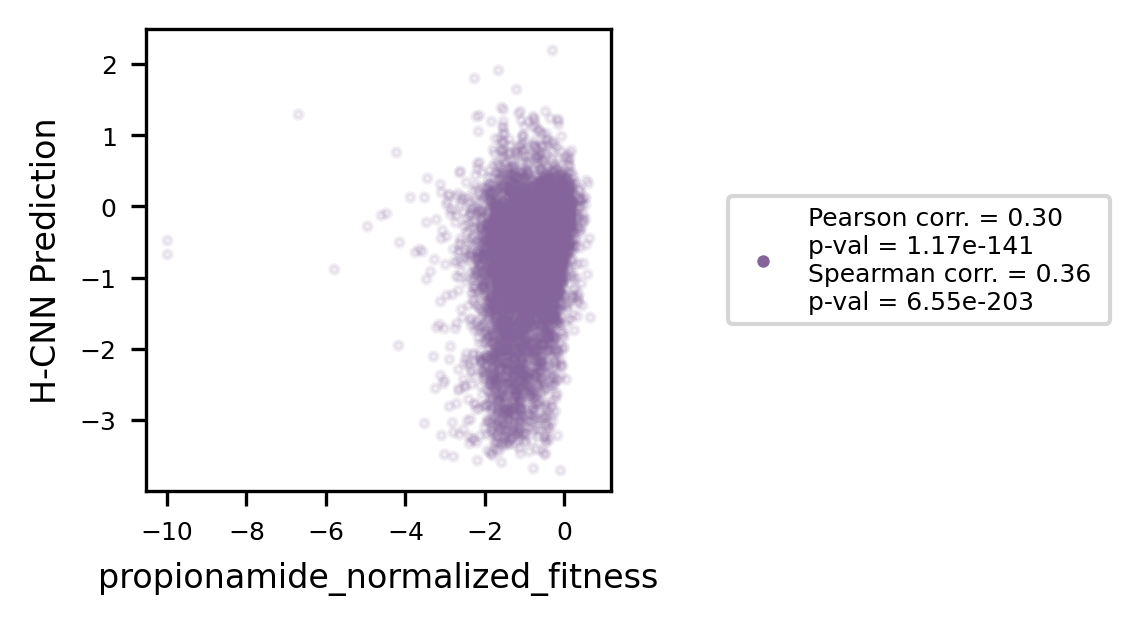 2
1
0
−1
−2
−3
H-CNN Prediction
−10 −8 −6 −4 −2 0
propionamide_normalized_fitness
Pearson corr. = 0.30
p-val = 1.17e-141
Spearman corr. = 0.36
p-val = 6.55e-203